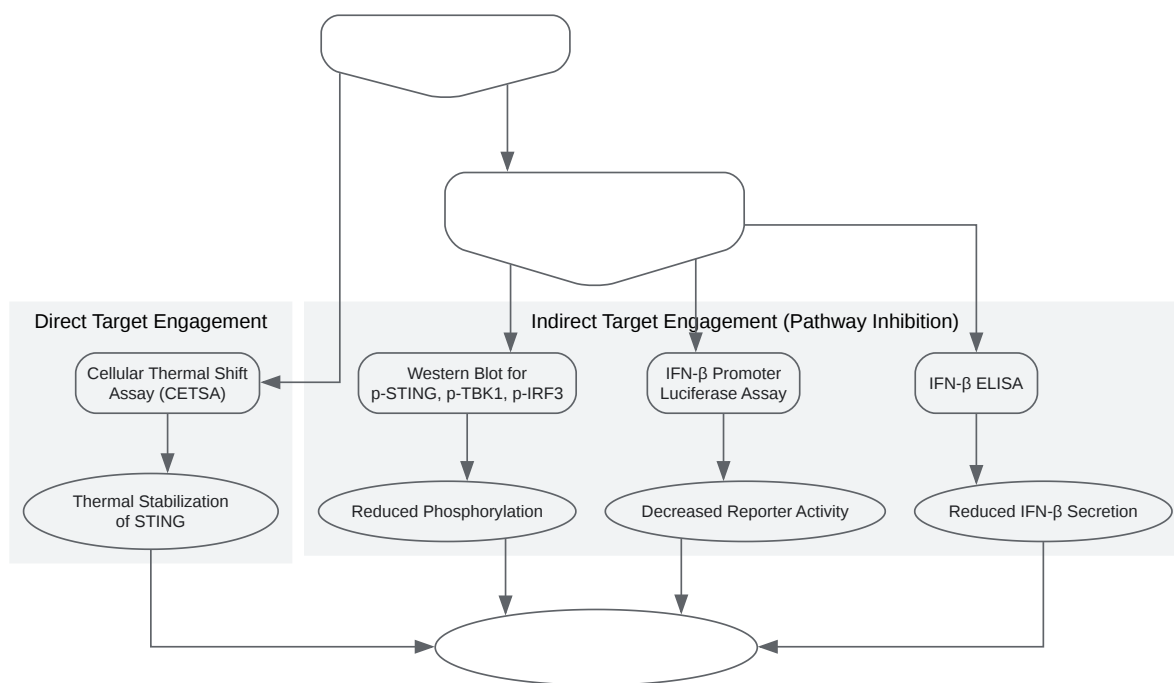 Direct Target Engagement
Indirect Target Engagement (Pathway Inhibition)
Cellular Thermal Shift
Assay (CETSA)
Western Blot for
p-STING, p-TBK1, p-IRF3
IFN-β Promoter
Luciferase Assay
IFN-β ELISA
Thermal Stabilization
of STING
Reduced Phosphorylation
Decreased Reporter Activity
Reduced IFN-β Secretion